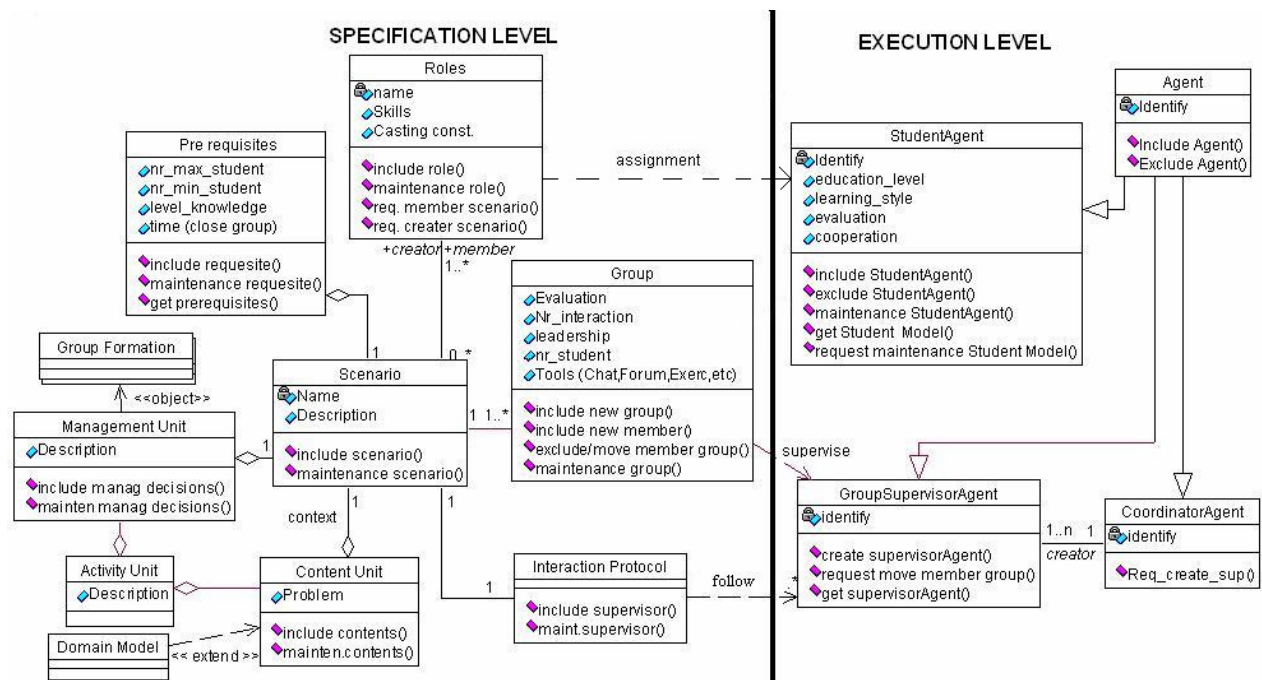 SPECIFICATION LEVEL
EXECUTION LEVEL
Roles
name
Skills
Casting const.
include role()
maintenance role()
req. member scenario()
req. creater scenario()
+creator +member
1..*
0..*
assignment
Pre requisites
nr_max_student
nr_min_student
level_knowledge
time (close group)
include requesite()
maintenance requesite()
get prerequisites()
1
Group Formation
<<object>>
Management Unit
Description
include manag decisions()
mainten manag decisions()
1
Scenario
Name
Description
include scenario()
maintenance scenario()
1 1..*
1
1
context
Group
Evaluation
Nr_interaction
leadership
nr_student
Tools (Chat,Forum,Exerc,etc)
include new group()
include new member()
exclude/move member group()
maintenance group()
supervise
Activity Unit
Description
Content Unit
Problem
include contents()
mainten.contents()
Domain Model
<< extend >>
1
Interaction Protocol
include supervisor()
maint.supervisor()
follow
..*
StudentAgent
Identify
education_level
learning_style
evaluation
cooperation
include StudentAgent()
exclude StudentAgent()
maintenance StudentAgent()
get Student Model()
request maintenance Student Model()
Agent
Identify
Include Agent()
Exclude Agent()
GroupSupervisorAgent
identify
create supervisorAgent()
request move member group()
get supervisorAgent()
1..n 1
creator
CoordinatorAgent
identify
Req_create_sup()